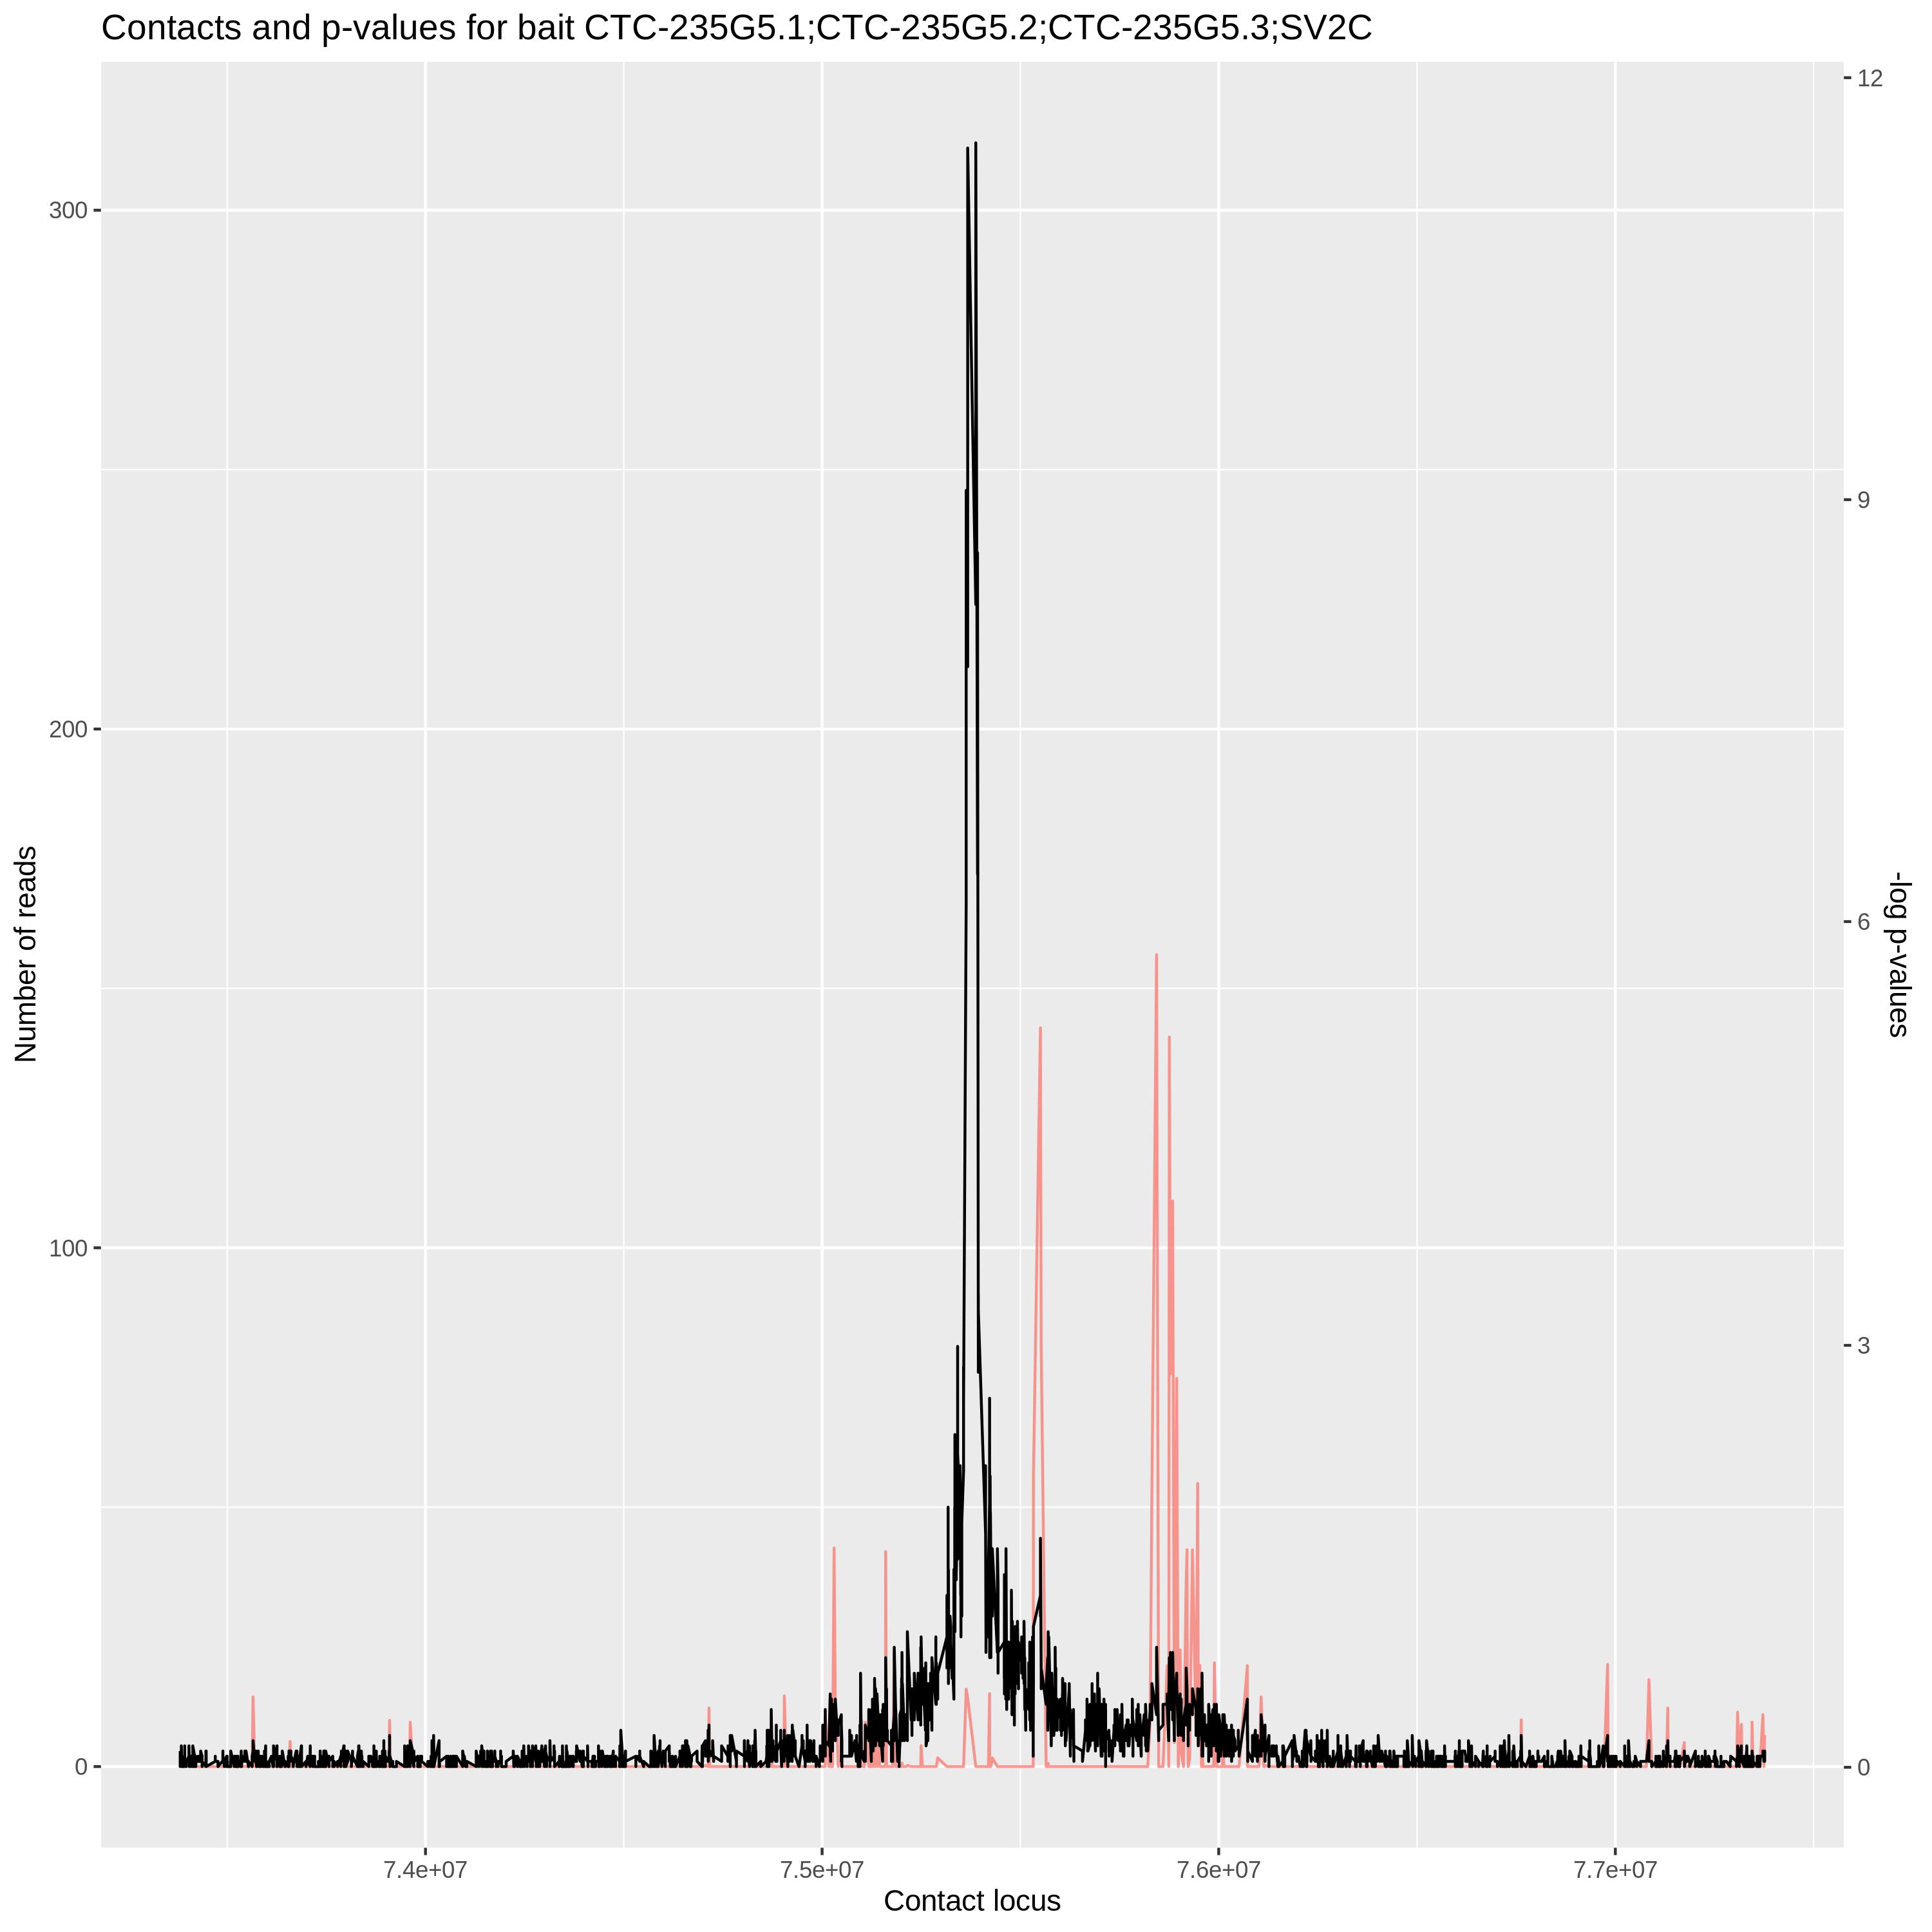 Contacts and p-values for bait CTC-235G5.1;CTC-235G5.2;CTC-235G5.3;SV2C
12
300
9
200
Number of reads
6
-log p-values
100
3
0
0
7.4e+07
7.5e+07
7.6e+07
7.7e+07
Contact locus